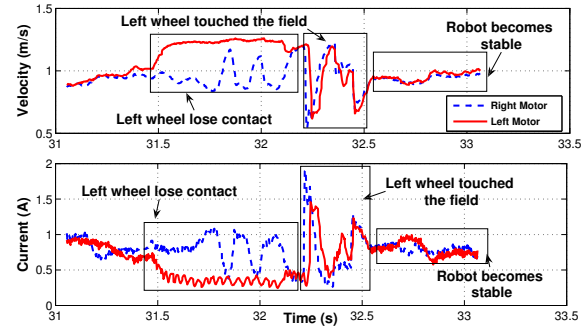 Left wheel touched the field
Robot becomes
stable
Velocity (m/s)
1.5
1
0.5
Left wheel lose contact
Right Motor
Left Motor
31 31.5 32 32.5 33 33.5
Left wheel lose contact
Left wheel touched
the field
Current (A)
2
1.5
1
0.5
0
Robot becomes
stable
31 31.5 32 32.5 33 33.5
Time (s)